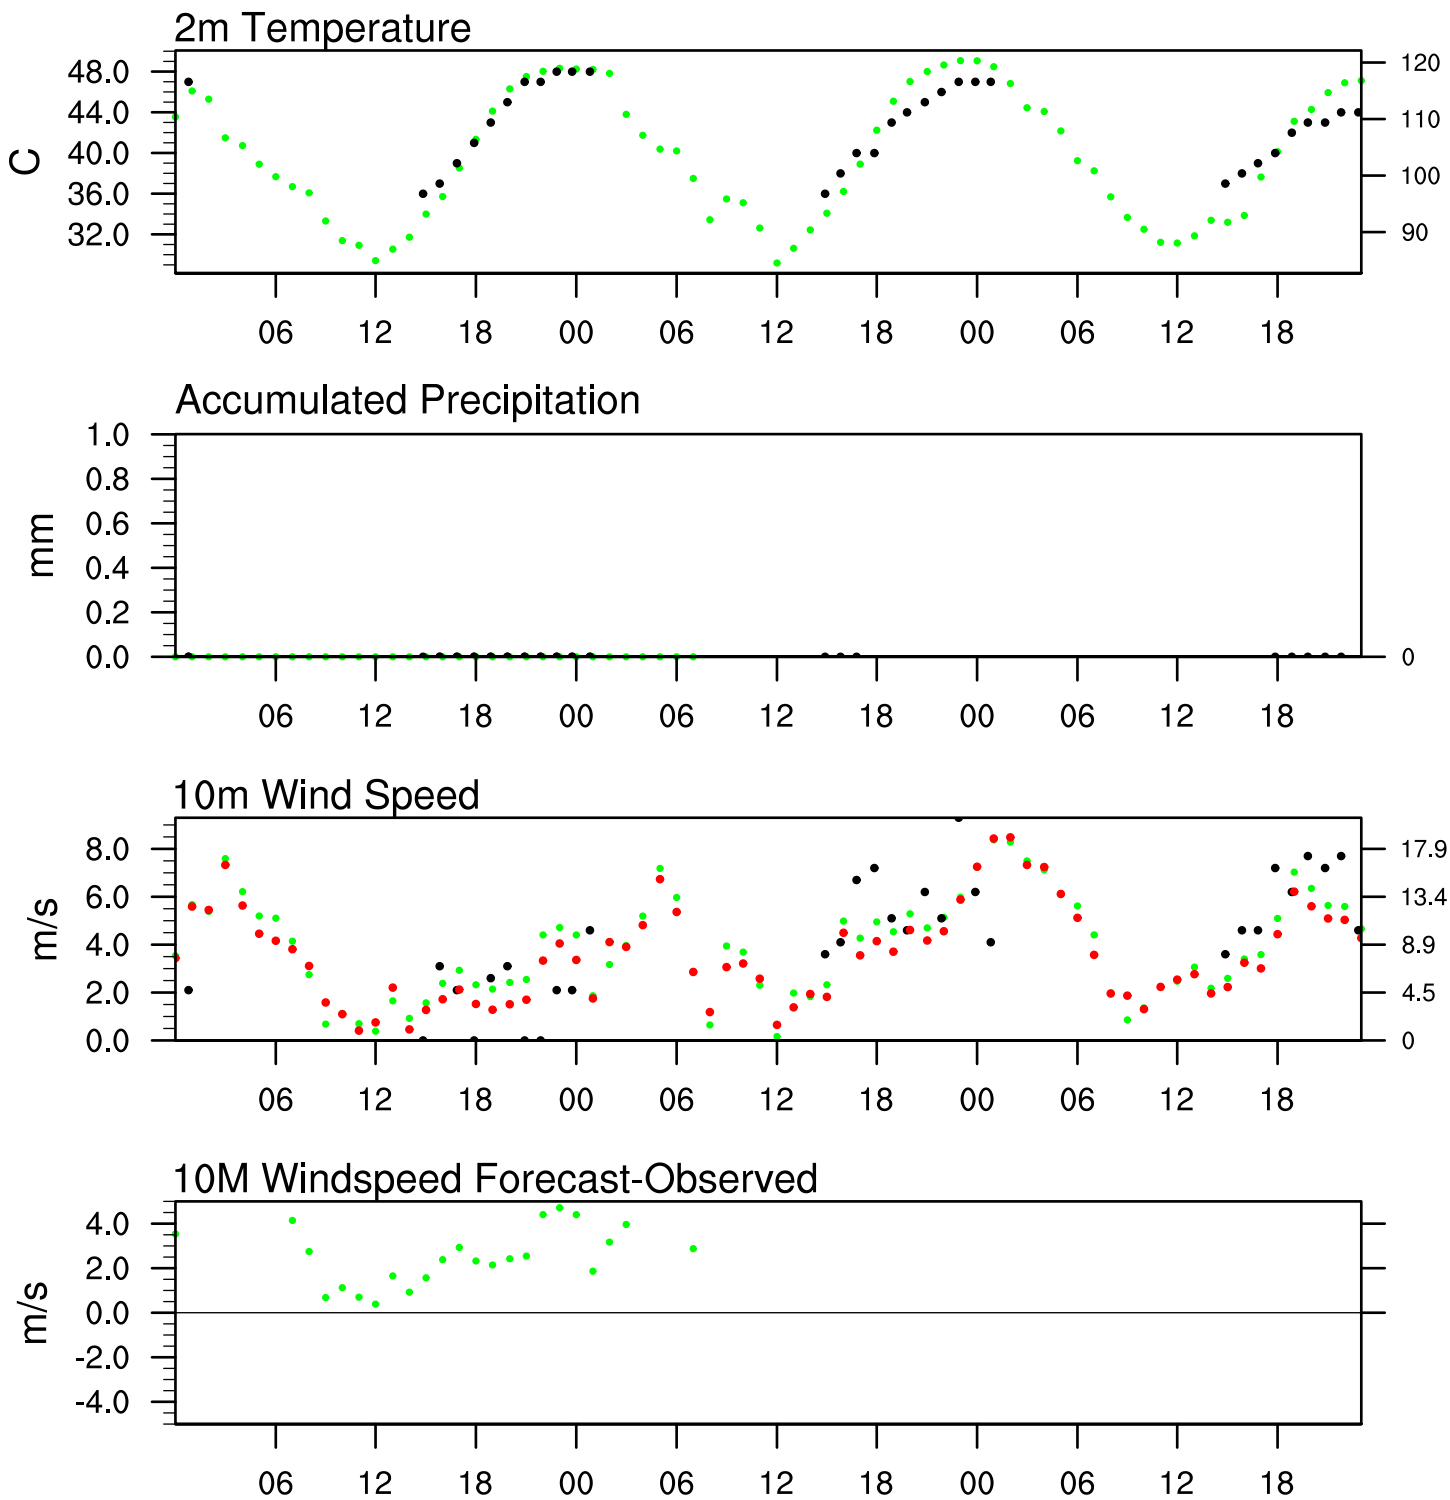 2m Temperature
48.0 120
44.0 110
40.0
C
36.0 100
32.0 90
06 12 18 00 06 12 18 00 06 12 18
Accumulated Precipitation
1.0
0.8
0.6
mm
0.4
0.2
0.0 0
06 12 18 00 06 12 18 00 06 12 18
10m Wind Speed
8.0 17.9
6.0 13.4
m/s
4.0 8.9
2.0 4.5
0.0 0
06 12 18 00 06 12 18 00 06 12 18
10M Windspeed Forecast-Observed
4.0
2.0
0.0
m/s
-2.0
-4.0
06 12 18 00 06 12 18 00 06 12 18